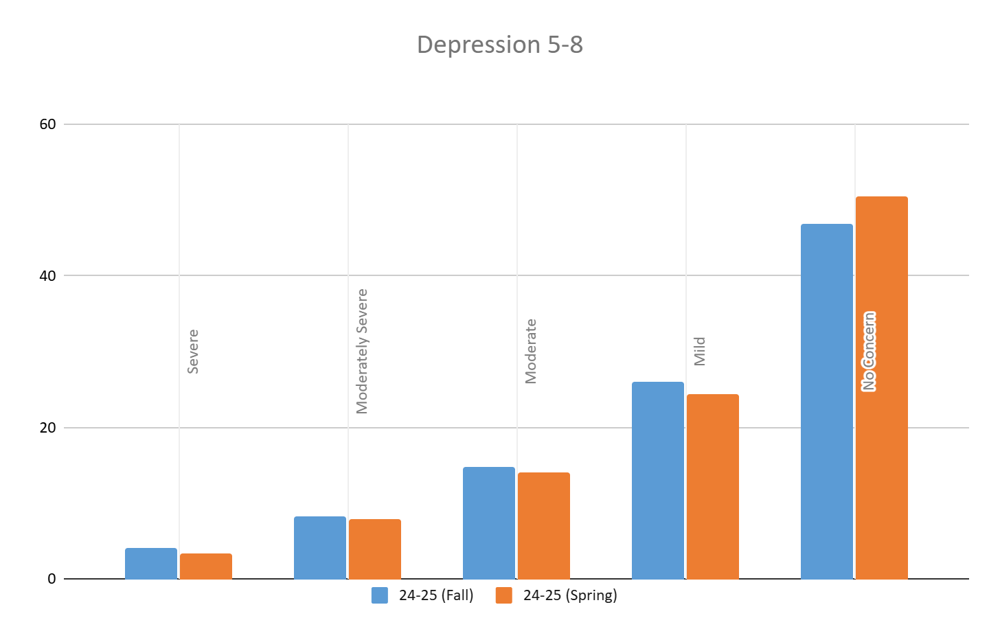 Depression 5-8
60
40
20
0
Severe
Moderately Severe
Moderate
Mild
No Concern
24-25 (Fall)
24-25 (Spring)